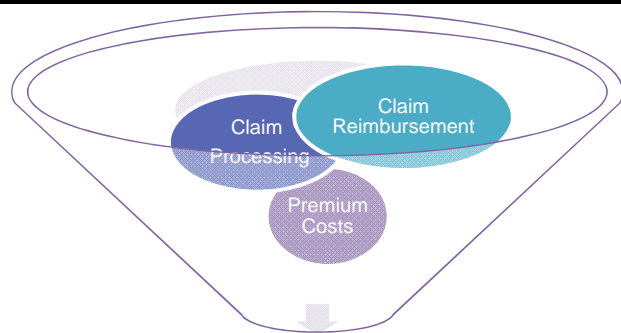 Claim
Reimbursement
Claim
Processing
Premium
Costs